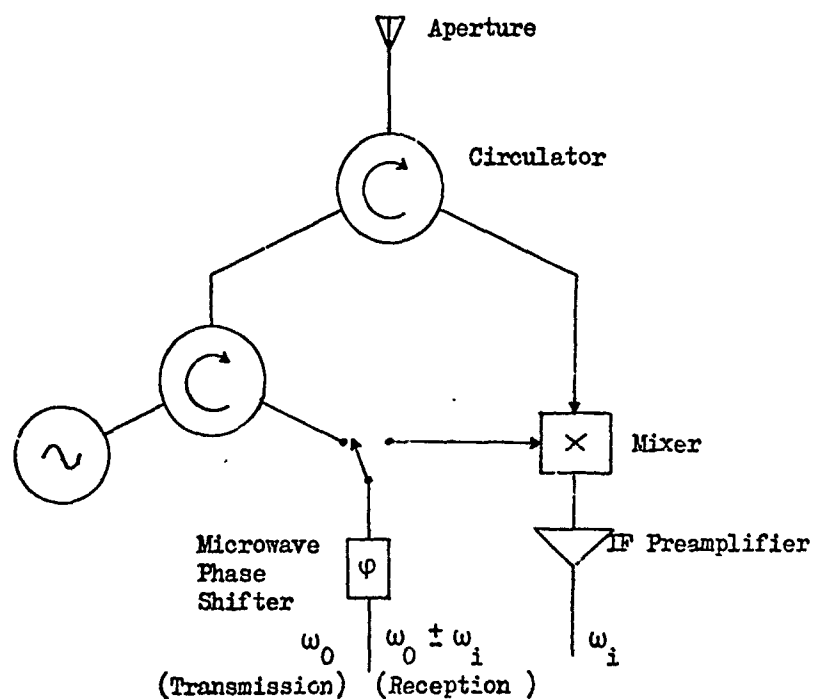 Aperture
Circulator
×
Mixer
IF Preamplifier
Microwave
Phase
Shifter
φ
ω0 ω0 ± ωi ωi
(Transmission) (Reception)